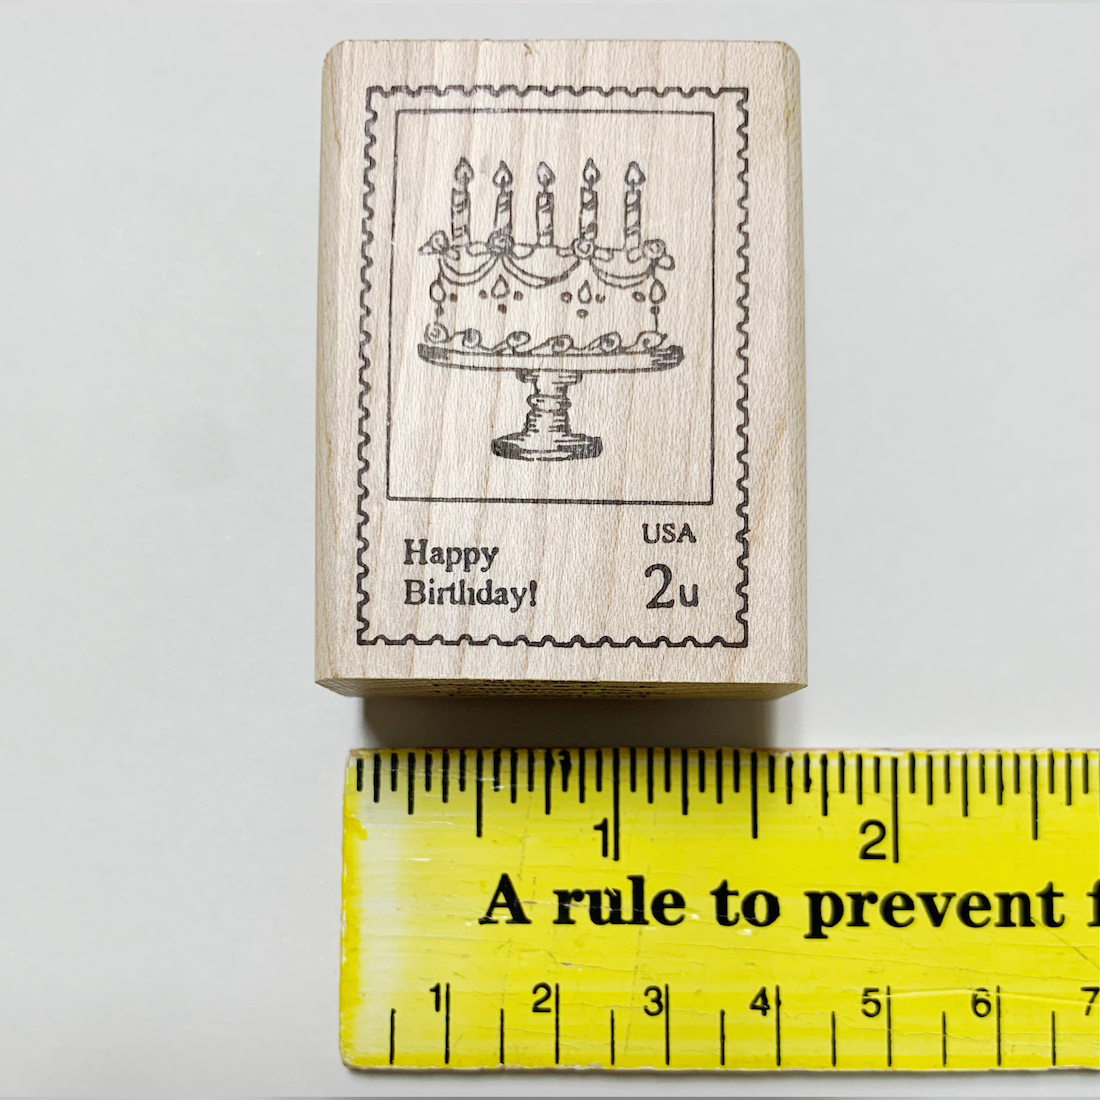 USA
Happy
2u
Birthday!
1 2
A rule to prevent f
1 2 3 4 5 6 7